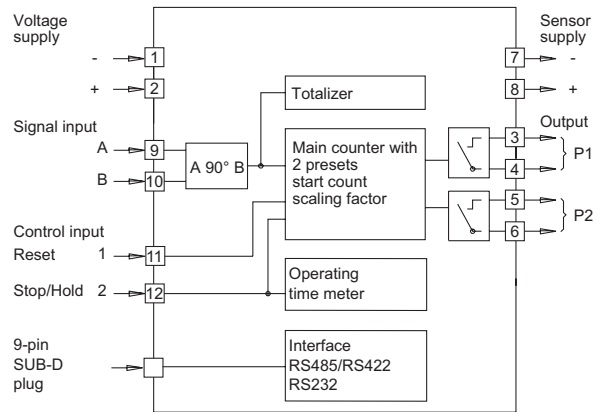 Voltage
supply
- 1
+ 2
Signal input
A 9
B 10
A 90° B
Control input
Reset 1 11
Stop/Hold 2 12
9-pin
SUB-D
plug
Totalizer
Main counter with
2 presets
start count
scaling factor
Operating
time meter
Interface
RS485/RS422
RS232
Sensor
supply
7 -
8 +
Output
3
4
P1
5
6
P2